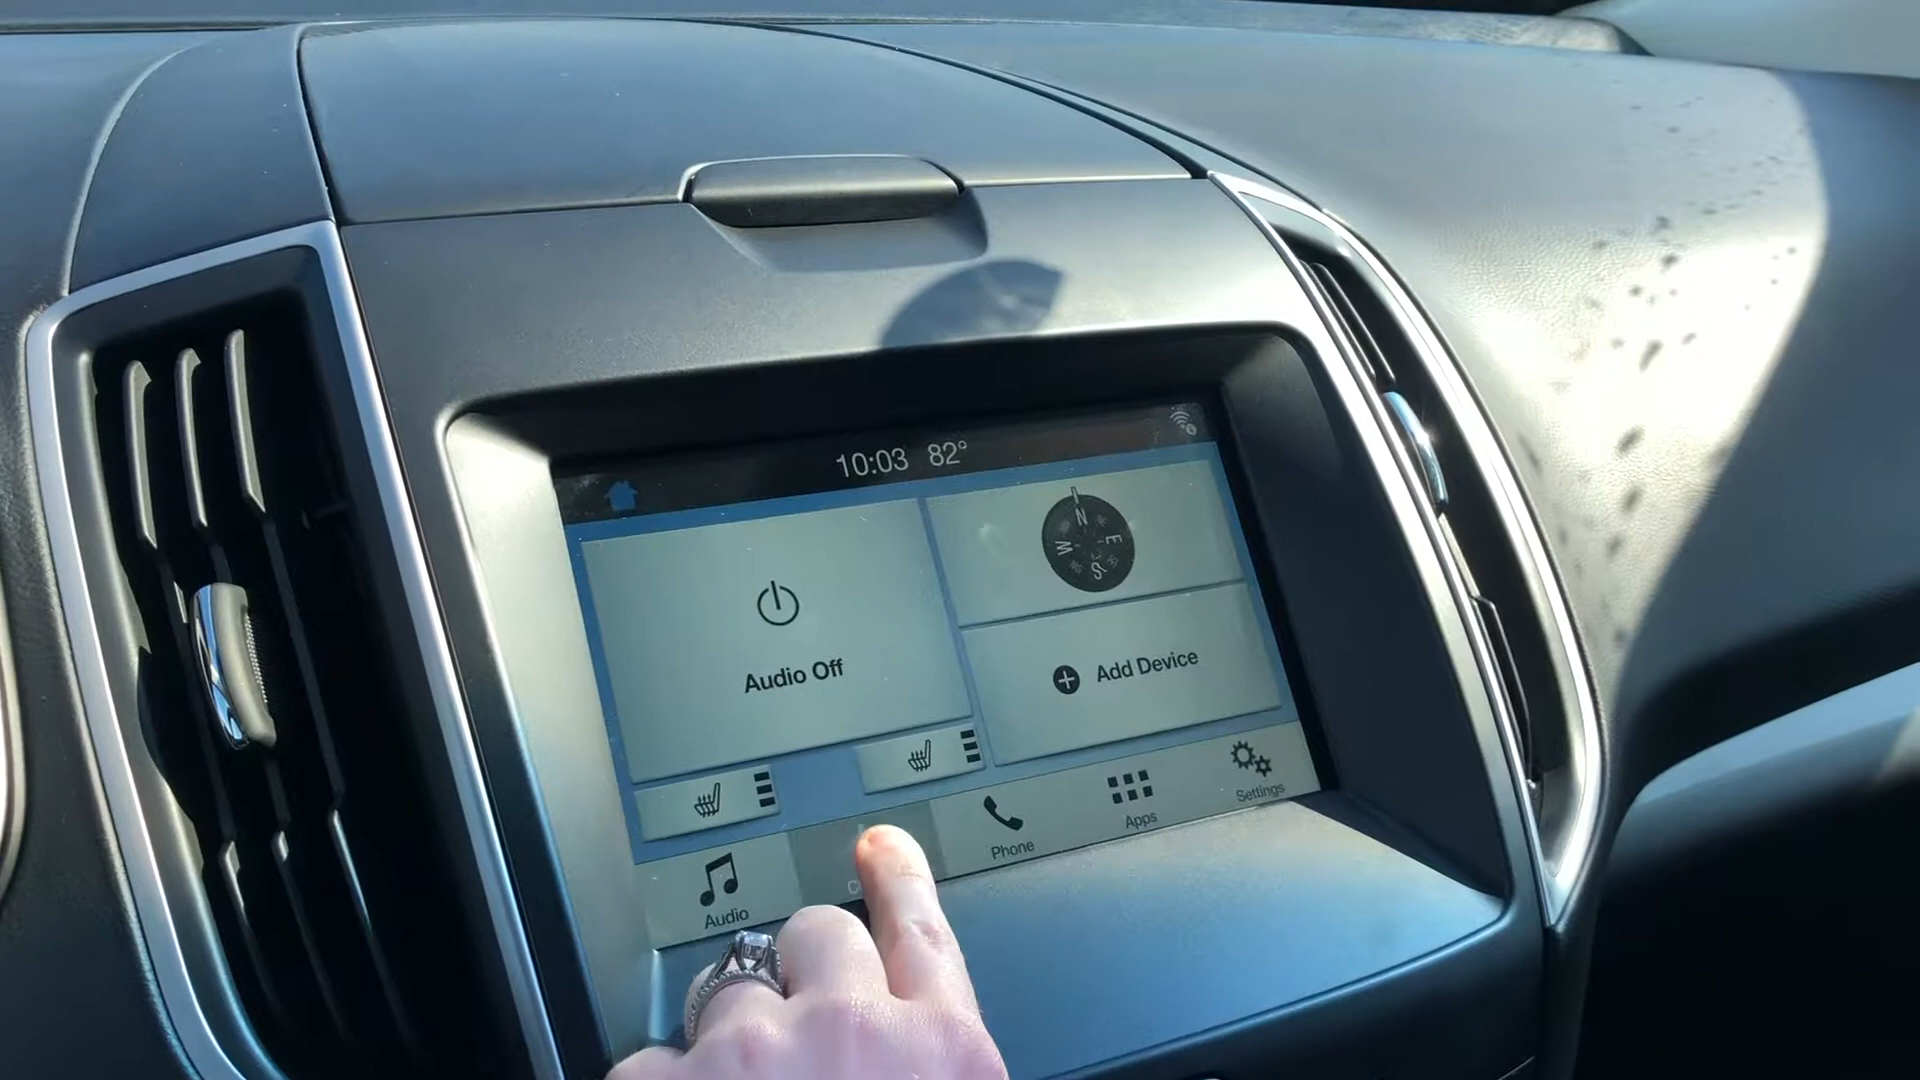 10:03 82°
Audio Off
N
E
S
W
Add Device
Audio
Phone
Apps
Settings